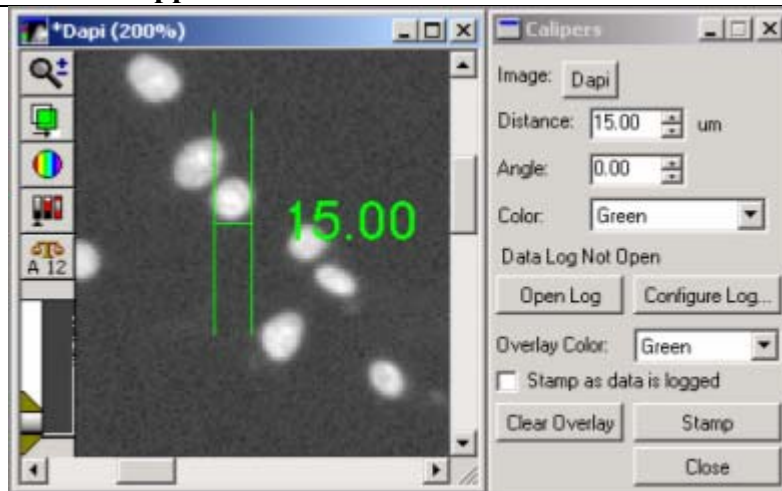 *Dapi (200%)
A 12
15.00
Calipers
Image: Dapi
Distance: 15.00 um
Angle: 0.00
Color: Green
Data Log Not Open
Open Log Configure Log...
Overlay Color: Green
Stamp as data is logged
Clear Overlay Stamp
Close